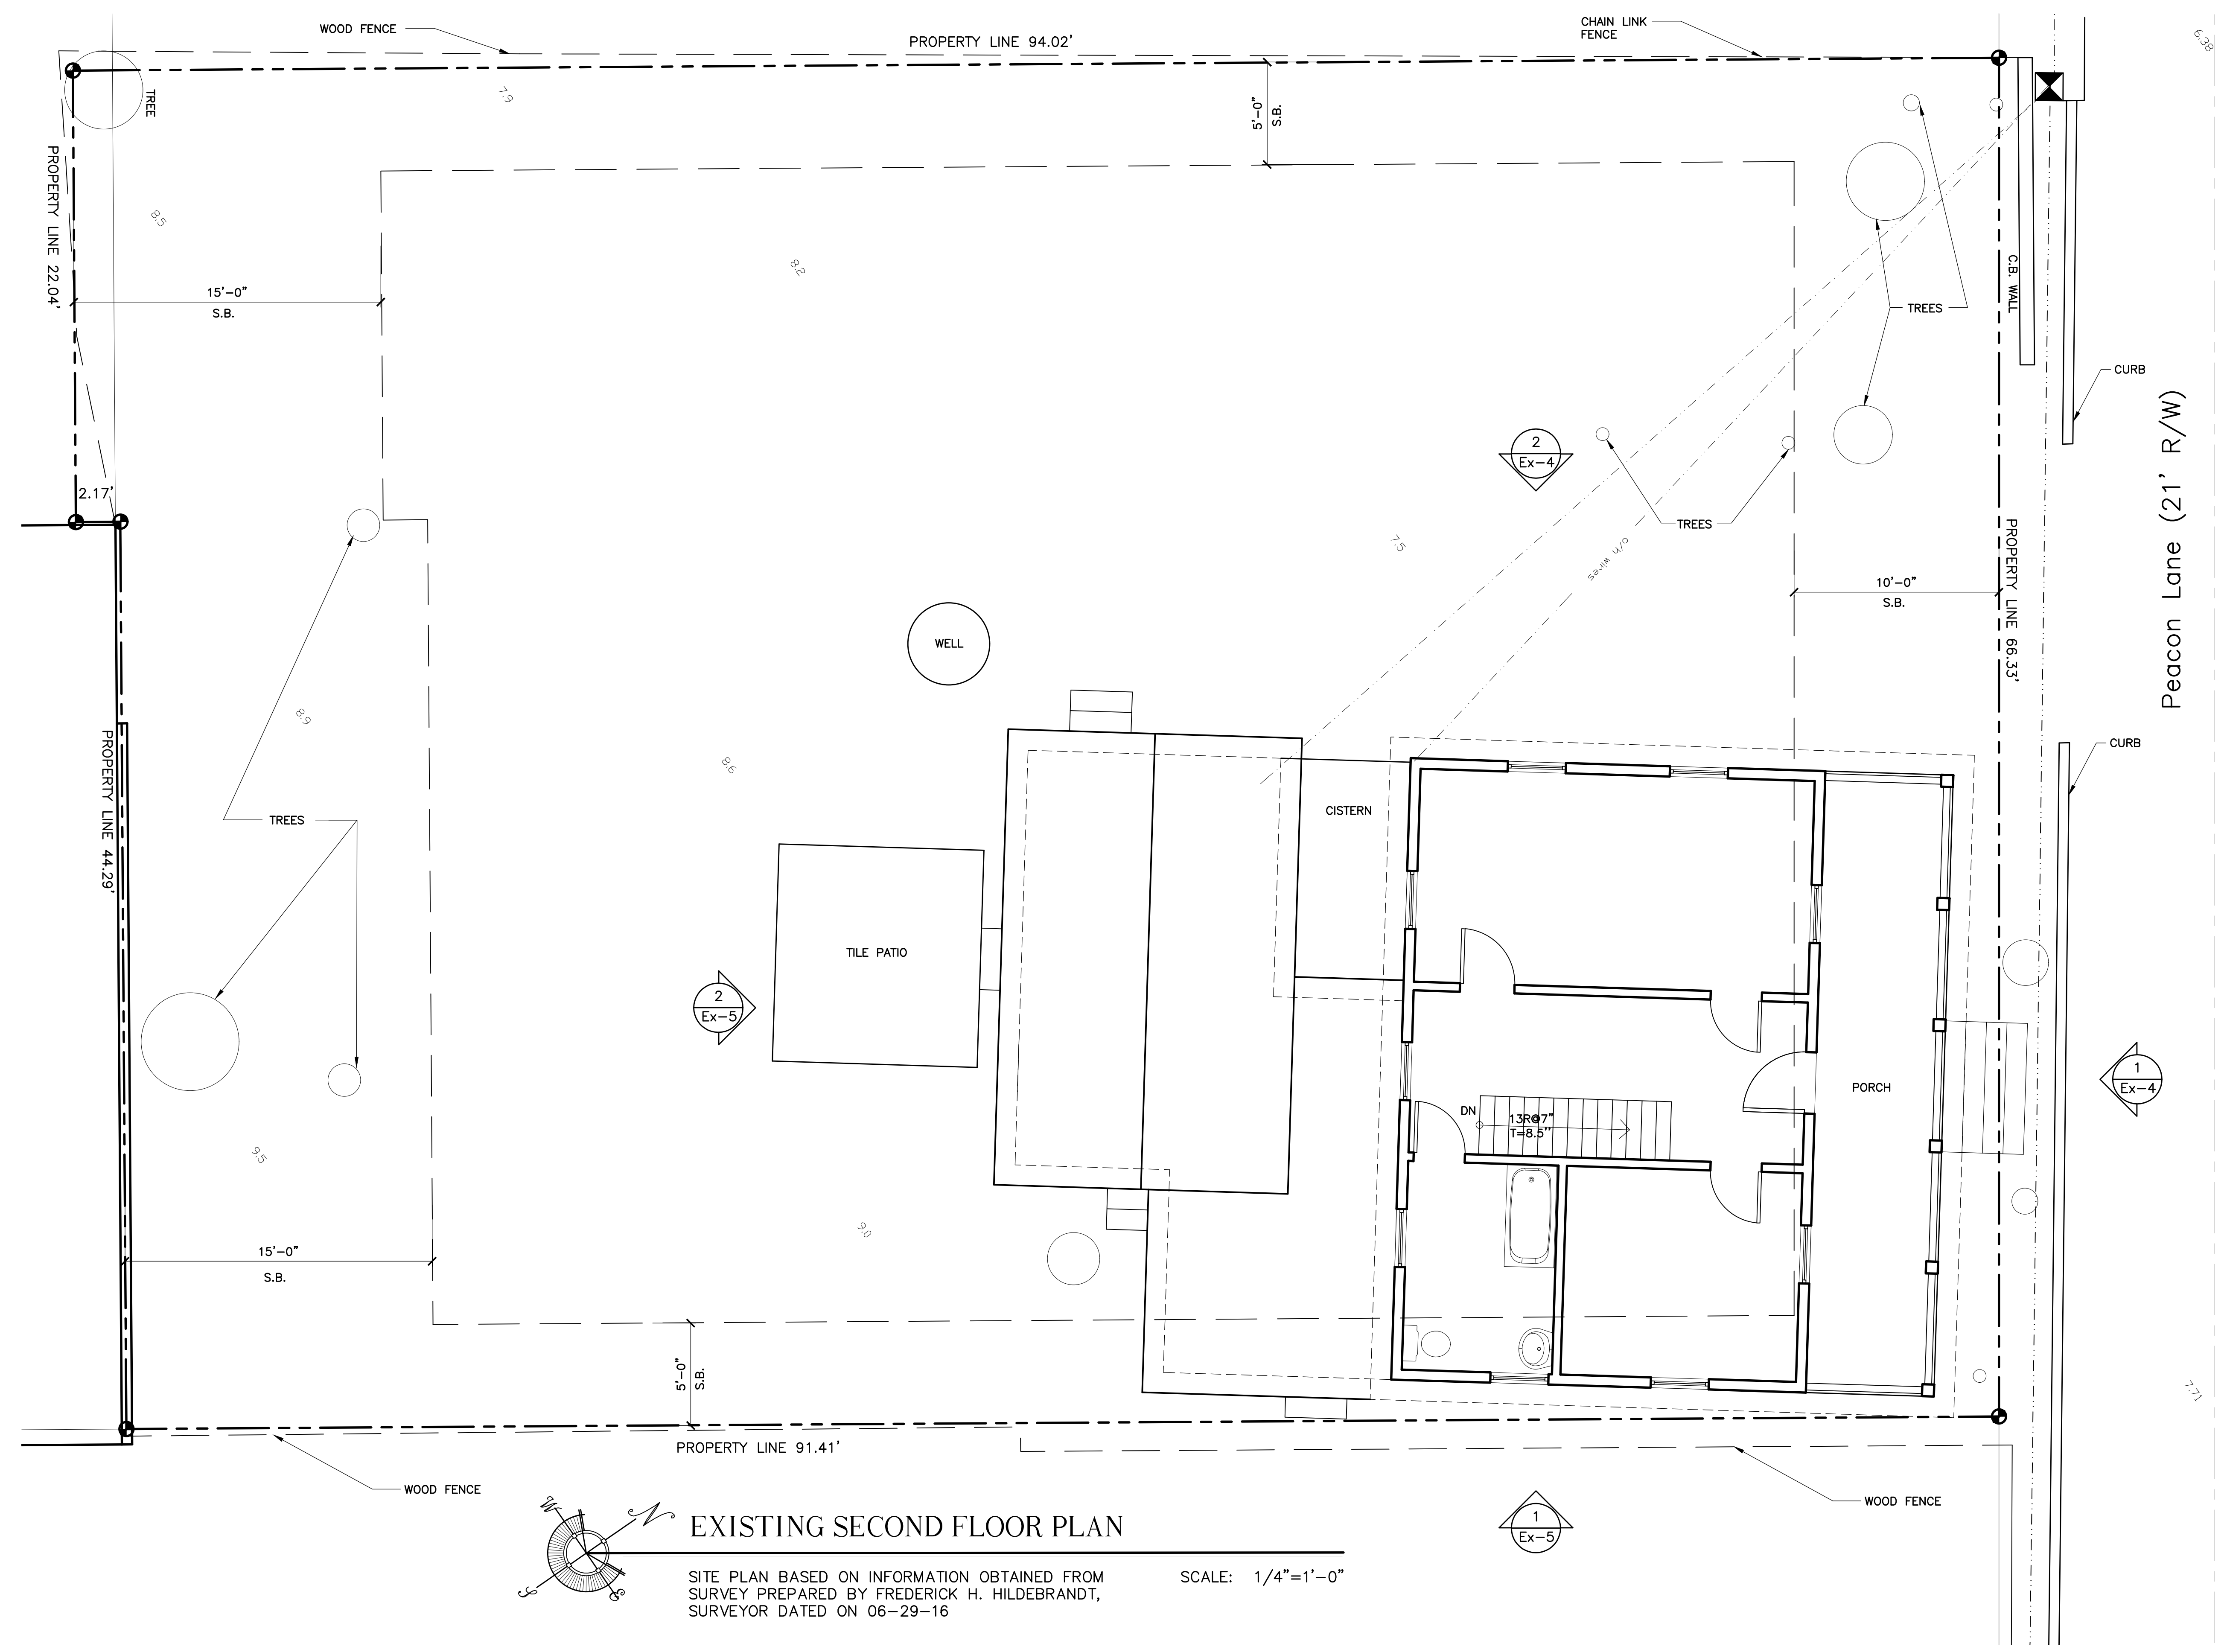 WOOD FENCE
PROPERTY LINE 94.02'
CHAIN LINK
FENCE
6.38
TREE
7.9
5'-0"
S.B.
PROPERTY LINE 22.04'
8.5
8.2
15'-0"
S.B.
C.B. WALL
TREES
CURB
Peacon Lane (21' R/W)
2
Ex-4
2.17'
TREES
7.5
o/h wires
10'-0"
S.B.
PROPERTY LINE 66.33'
WELL
8.9
8.6
PROPERTY LINE 44.29'
CURB
TREES
CISTERN
TILE PATIO
2
Ex-5
PORCH
1
Ex-4
DN
13R@7"
T=8.5"
9.5
9.0
15'-0"
S.B.
5'-0"
S.B.
7.71
PROPERTY LINE 91.41'
WOOD FENCE
WOOD FENCE
W
N
S
E
EXISTING SECOND FLOOR PLAN
1
Ex-5
SITE PLAN BASED ON INFORMATION OBTAINED FROM
SURVEY PREPARED BY FREDERICK H. HILDEBRANDT,
SURVEYOR DATED ON 06-29-16
SCALE: 1/4"=1'-0"